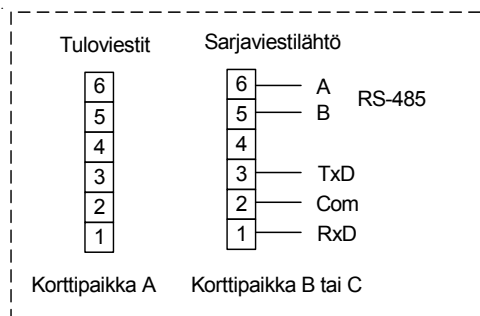 Tuloviestit Sarjaviestilähtö
6 6 A
5 5 B RS-485
4 4
3 3 TxD
2 2 Com
1 1 RxD
Korttipaikka A Korttipaikka B tai C